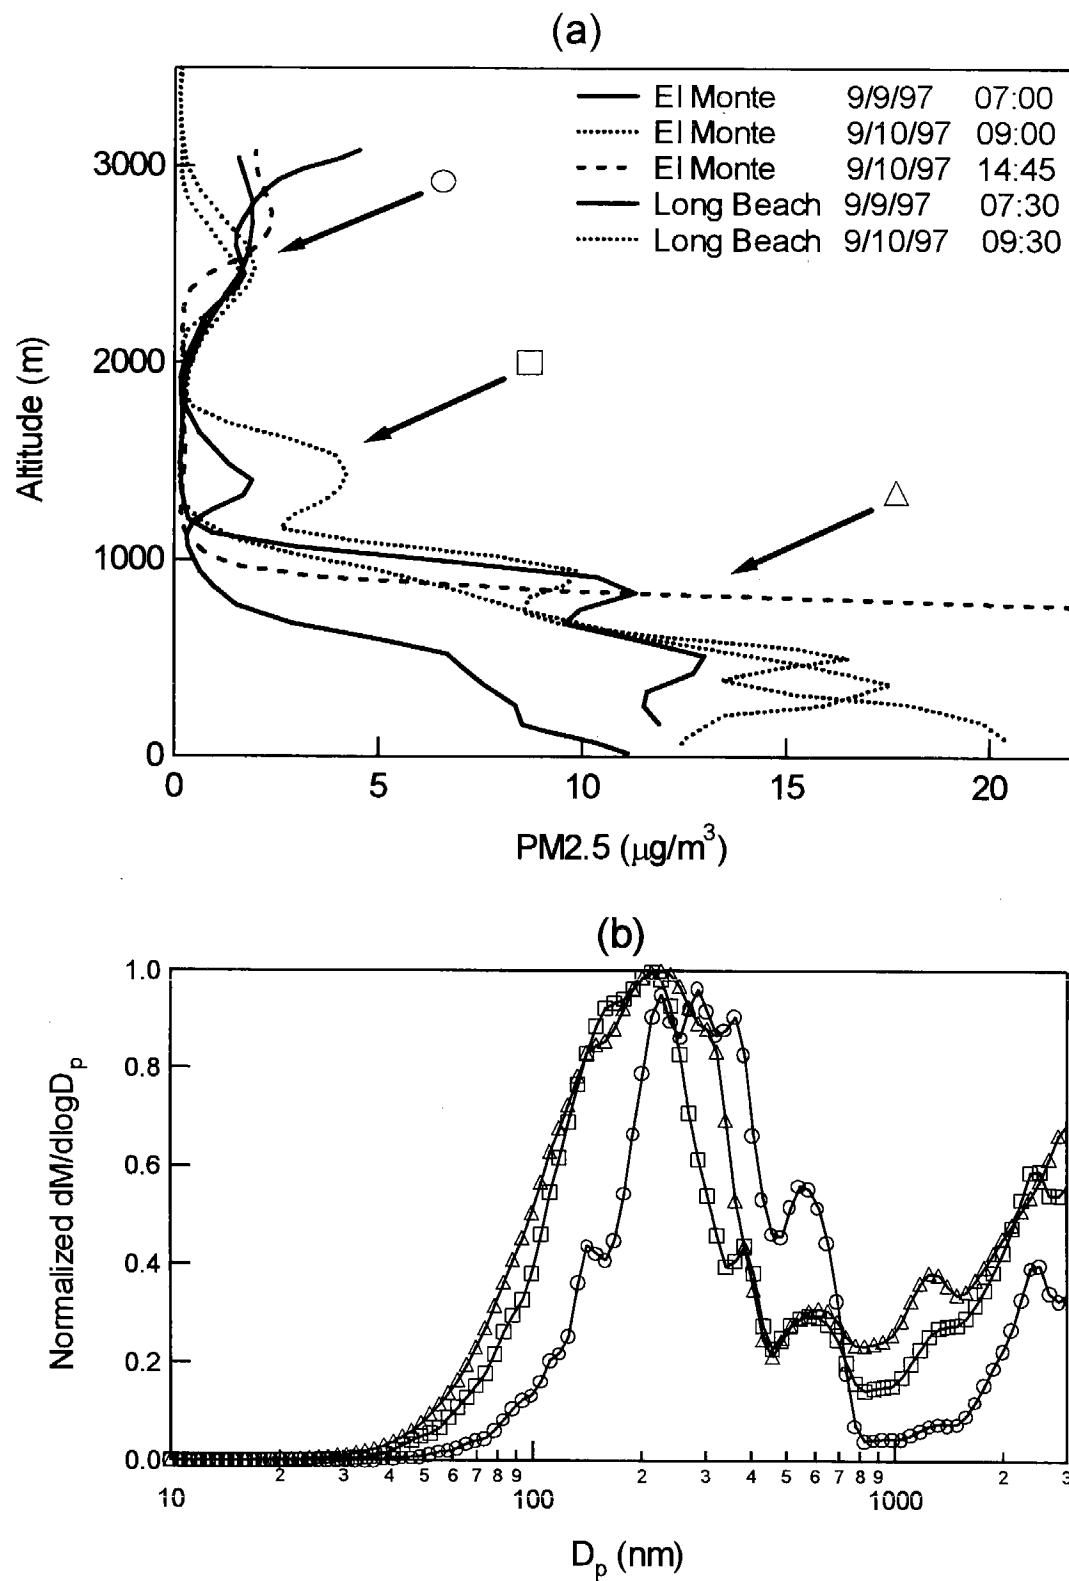 (a)
El Monte 9/9/97 07:00
El Monte 9/10/97 09:00
El Monte 9/10/97 14:45
Long Beach 9/9/97 07:30
Long Beach 9/10/97 09:30
3000
2000
1000
0
Altitude (m)
0 5 10 15 20
PM2.5 (μg/m³)
(b)
1.0
0.8
0.6
0.4
0.2
0.0
Normalized dM/dlogDp
2 3 4 5 6 7 8 9 2 3 4 5 6 7 8 9 2 3
10 100 1000
Dp (nm)